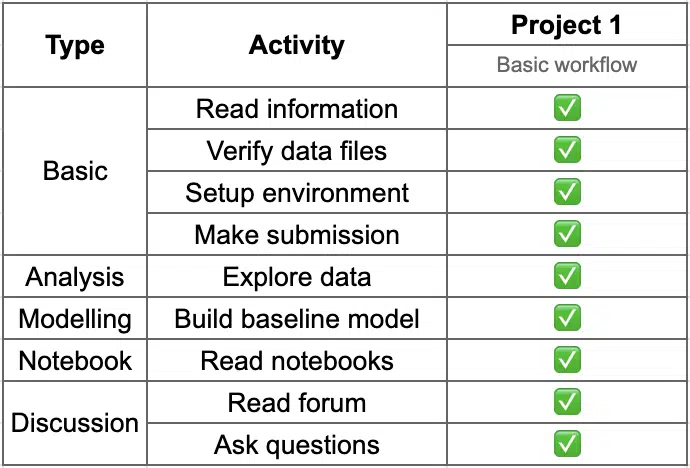 Type
Activity
Project 1
Basic workflow
Basic
Read information
Verify data files
Setup environment
Make submission
Analysis
Explore data
Modelling
Build baseline model
Notebook
Read notebooks
Discussion
Read forum
Ask questions